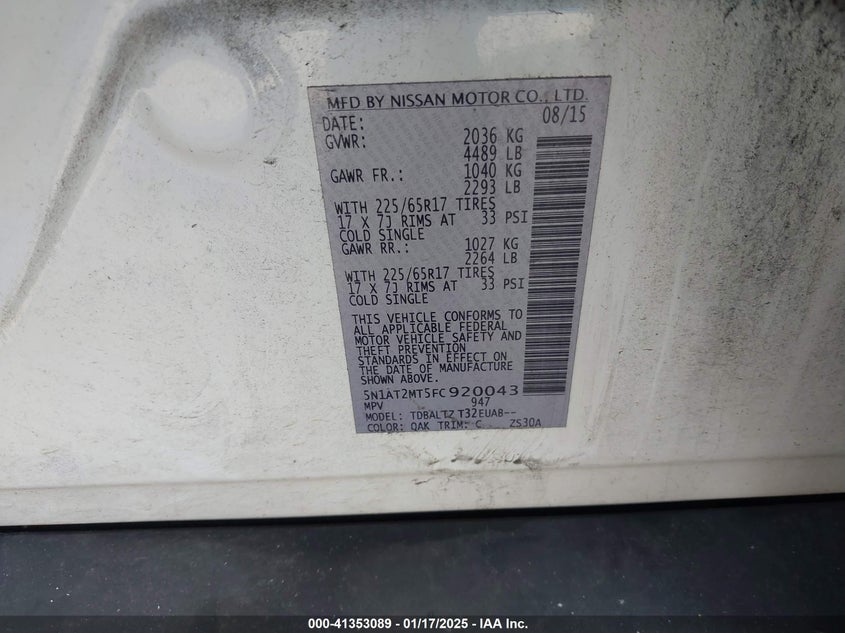 MFD BY NISSAN MOTOR CO., LTD.
DATE: 08/15
GVWR: 2036 KG
4489 LB
GAWR FR.: 1040 KG
2293 LB
WITH 225/65R17 TIRES
17 X 7J RIMS AT 33 PSI
COLD SINGLE
GAWR RR.: 1027 KG
2264 LB
WITH 225/65R17 TIRES
17 X 7J RIMS AT 33 PSI
COLD SINGLE
THIS VEHICLE CONFORMS TO
ALL APPLICABLE FEDERAL
MOTOR VEHICLE SAFETY AND
THEFT PREVENTION
STANDARDS IN EFFECT ON
THE DATE OF MANUFACTURE
SHOWN ABOVE.
5N1AT2MT5FC920043
MPV 947
MODEL: TDBALTZ T32EUAB--
COLOR: QAK TRIM: C ZS30A
000-41353089 - 01/17/2025 - IAA Inc.